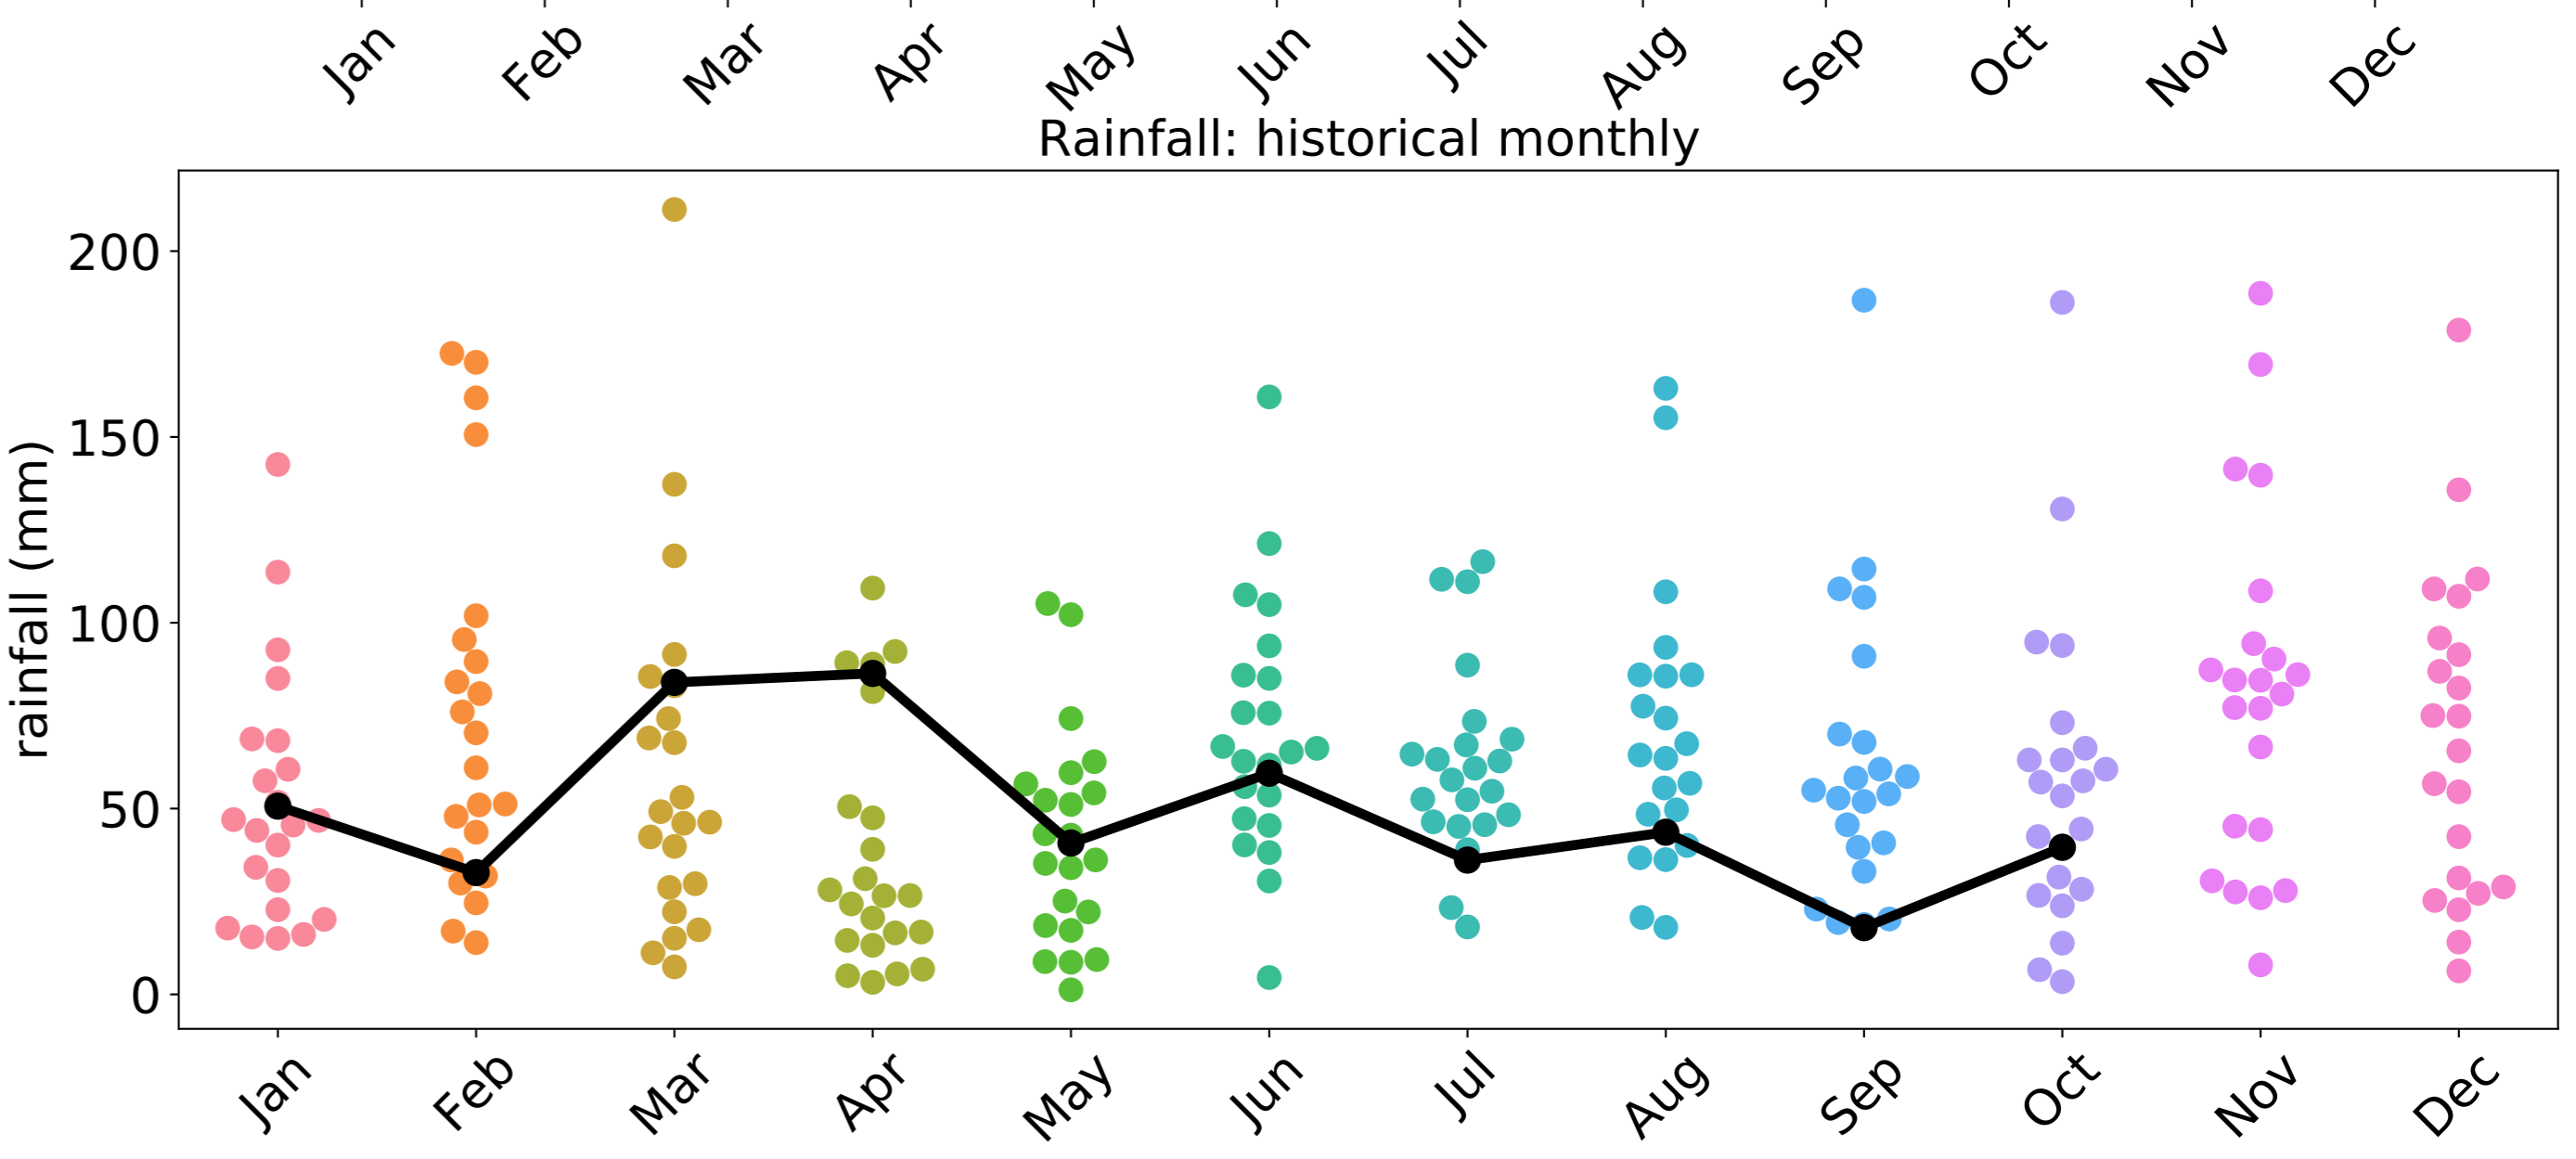 Jan Feb Mar Apr May Jun Jul Aug Sep Oct Nov Dec
Rainfall: historical monthly
rainfall (mm)
200
150
100
50
0
Jan Feb Mar Apr May Jun Jul Aug Sep Oct Nov Dec